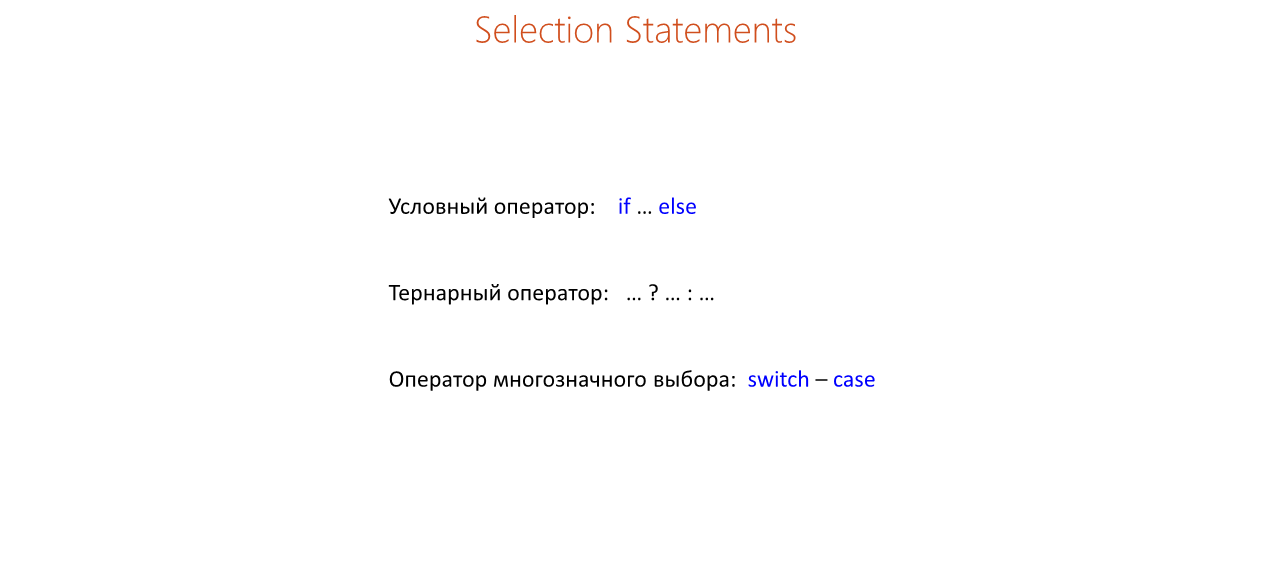 Selection Statements
Условный оператор: if ... else
Тернарный оператор: ... ? ... : ...
Оператор многозначного выбора: switch – case